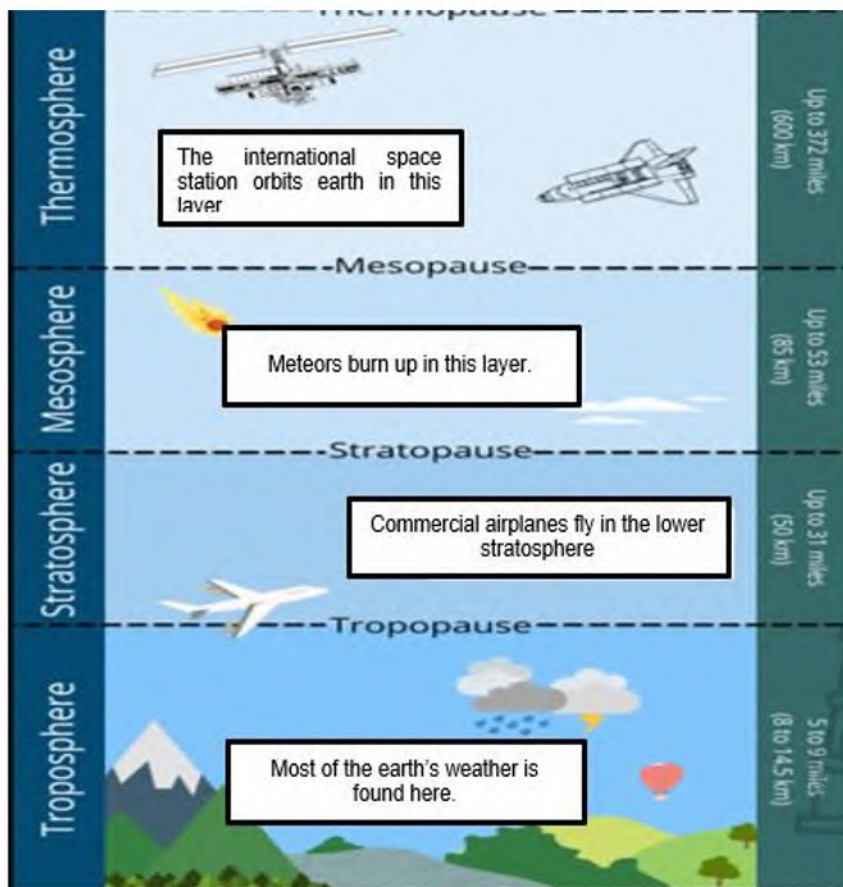 Thermopause
Thermosphere
The international space
station orbits earth in this
layer
Up to 372 miles
(600 km)
Mesopause
Mesosphere
Meteors burn up in this layer.
Up to 53 miles
(85 km)
Stratopause
Stratosphere
Commercial airplanes fly in the lower
stratosphere
Up to 31 miles
(50 km)
Tropopause
Troposphere
Most of the earth's weather is
found here.
5 to 9 miles
(8 to 14.5 km)